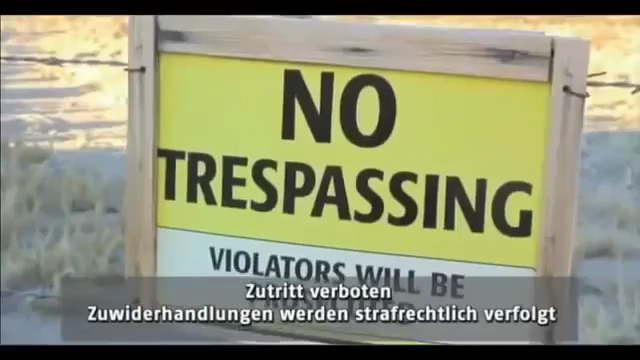 NO
TRESPASSING
VIOLATORS WILL BE
Zutritt verboten
Zuwiderhandlungen werden strafrechtlich verfolgt